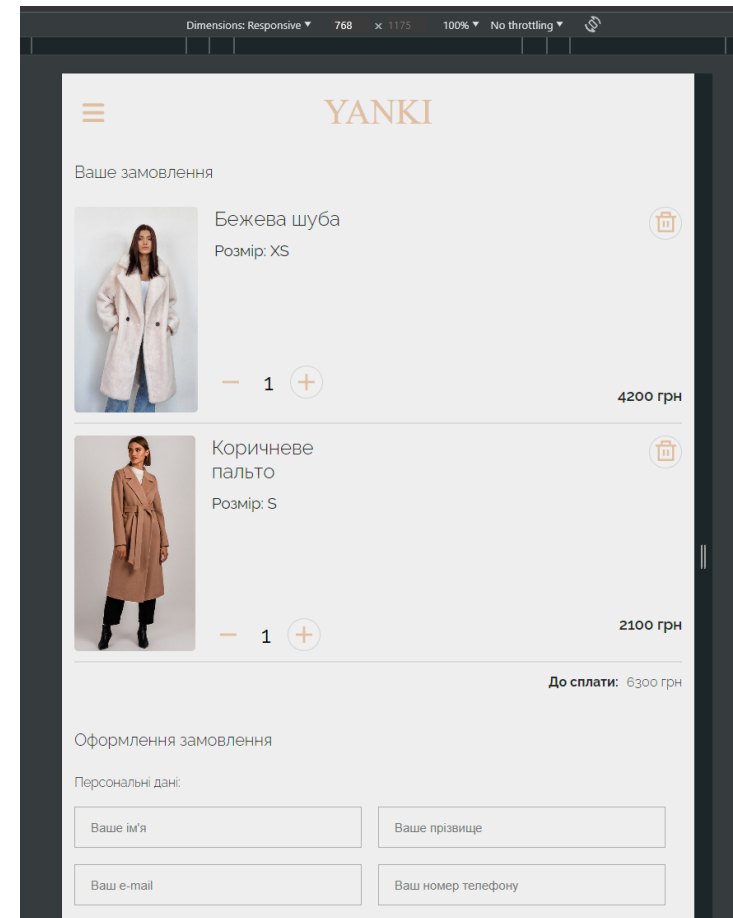 Dimensions: Responsive ▼ 768 × 1175 100% ▼ No throttling ▼
YANKI
Ваше замовлення
Бежева шуба
Розмір: XS
1
4200 грн
Коричневе
пальто
Розмір: S
1
2100 грн
До сплати: 6300 грн
Оформлення замовлення
Персональні дані:
Ваше ім'я Ваше прізвище
Ваш e-mail Ваш номер телефону